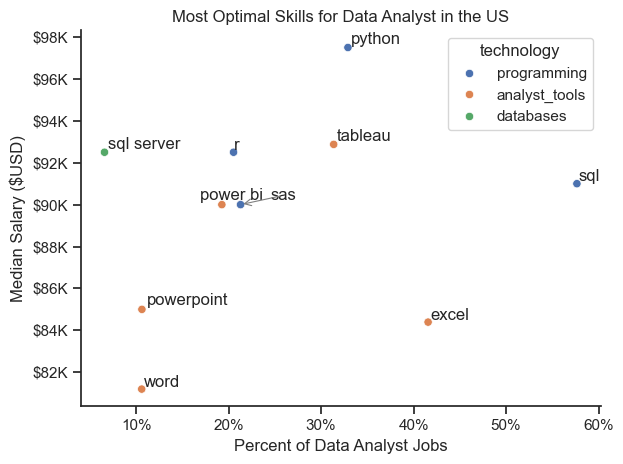 Most Optimal Skills for Data Analyst in the US
$98K
python
technology
programming
analyst_tools
databases
$96K
$94K
tableau
sql server
r
$92K
sql
power bi
sas
$90K
Median Salary ($USD)
$88K
$86K
powerpoint
excel
$84K
word
$82K
10%
20%
30%
40%
50%
60%
Percent of Data Analyst Jobs